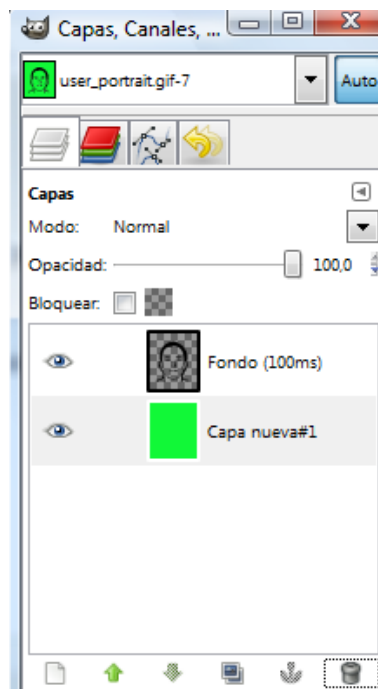 Capas, Canales, ...
user_portrait.gif-7
Auto
Capas
Modo: Normal
Opacidad: 100,0
Bloquear:
Fondo (100ms)
Capa nueva#1